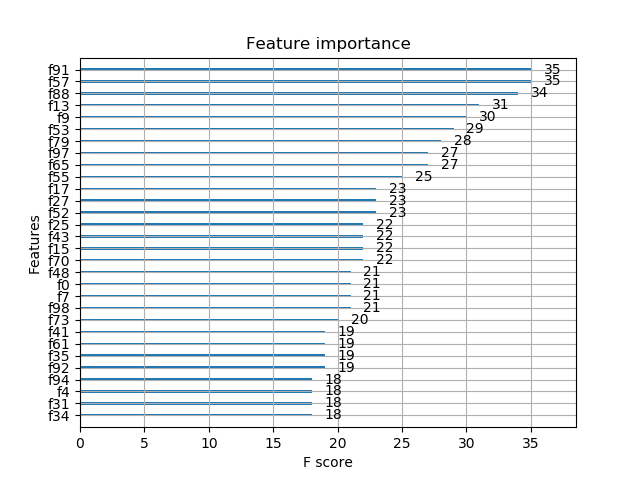 Feature importance
f91 35
f57 35
f88 34
f13 31
f9 30
f53 29
f79 28
f97 27
f65 27
f55 25
f17 23
f27 23
f52 23
f25 22
f43 22
f15 22
f70 22
f48 21
f0 21
f7 21
f98 21
f73 20
f41 19
f61 19
f35 19
f92 19
f94 18
f4 18
f31 18
f34 18
Features
0 5 10 15 20 25 30 35
F score